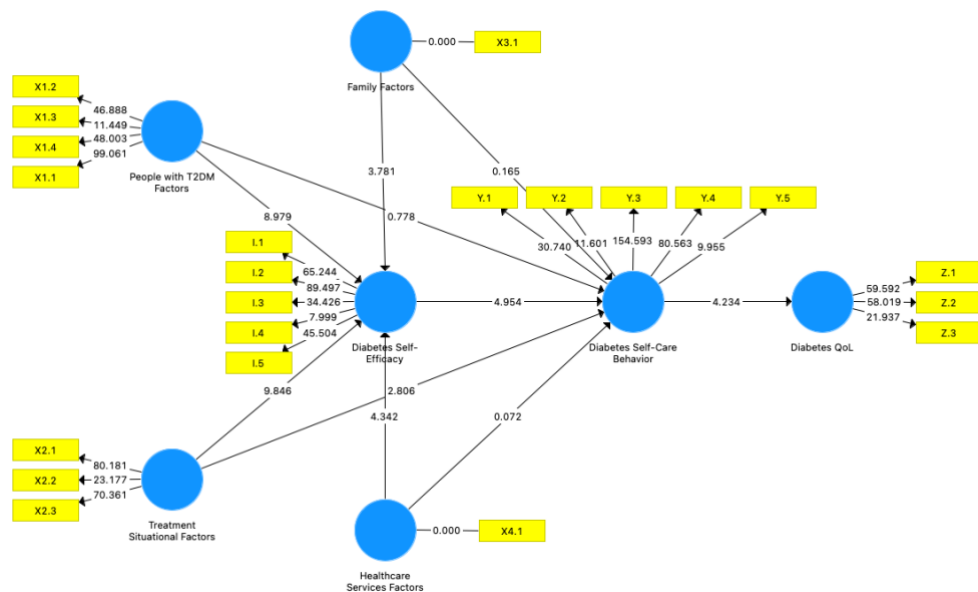 0.000
X3.1
Family Factors
X1.2
X1.3
X1.4
X1.1
46.888
11.449
48.003
99.061
People with T2DM
Factors
3.781
0.165
0.778
8.979
Y.1
Y.2
Y.3
Y.4
Y.5
30.740
11.601
154.593
80.563
9.955
I.1
I.2
I.3
I.4
I.5
65.244
89.497
34.426
7.999
45.504
Diabetes Self-
Efficacy
4.954
Diabetes Self-Care
Behavior
4.234
Diabetes QoL
59.592
58.019
21.937
Z.1
Z.2
Z.3
9.846
2.806
4.342
0.072
X2.1
X2.2
X2.3
80.181
23.177
70.361
Treatment
Situational Factors
0.000
X4.1
Healthcare
Services Factors